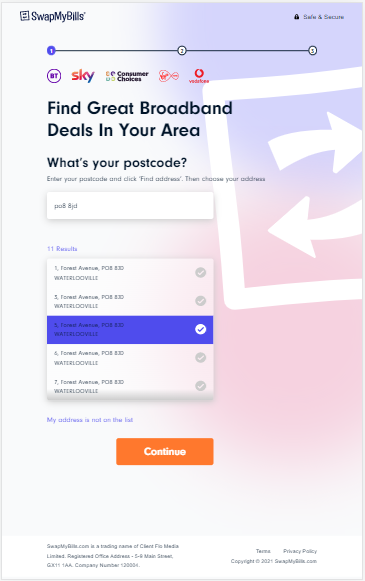 SwapMyBills'
Safe & Secure
1
2
3
BT
sky
Consumer
Choices
Virgin
vodafone
Find Great Broadband
Deals In Your Area
What's your postcode?
Enter your postcode and click 'Find address'. Then choose your address
po8 8jd
11 Results
1, Forest Avenue, PO8 8JD
WATERLOOVILLE
3, Forest Avenue, PO8 8JD
WATERLOOVILLE
5, Forest Avenue, PO8 8JD
WATERLOOVILLE
6, Forest Avenue, PO8 8JD
WATERLOOVILLE
7, Forest Avenue, PO8 8JD
WATERLOOVILLE
My address is not on the list
Continue
SwapMyBills.com is a trading name of Client Flo Media
Limited. Registered Office Address - 5-9 Main Street,
GX11 1AA. Company Number 120004.
Terms Privacy Policy
Copyright © 2021 SwapMyBills.com